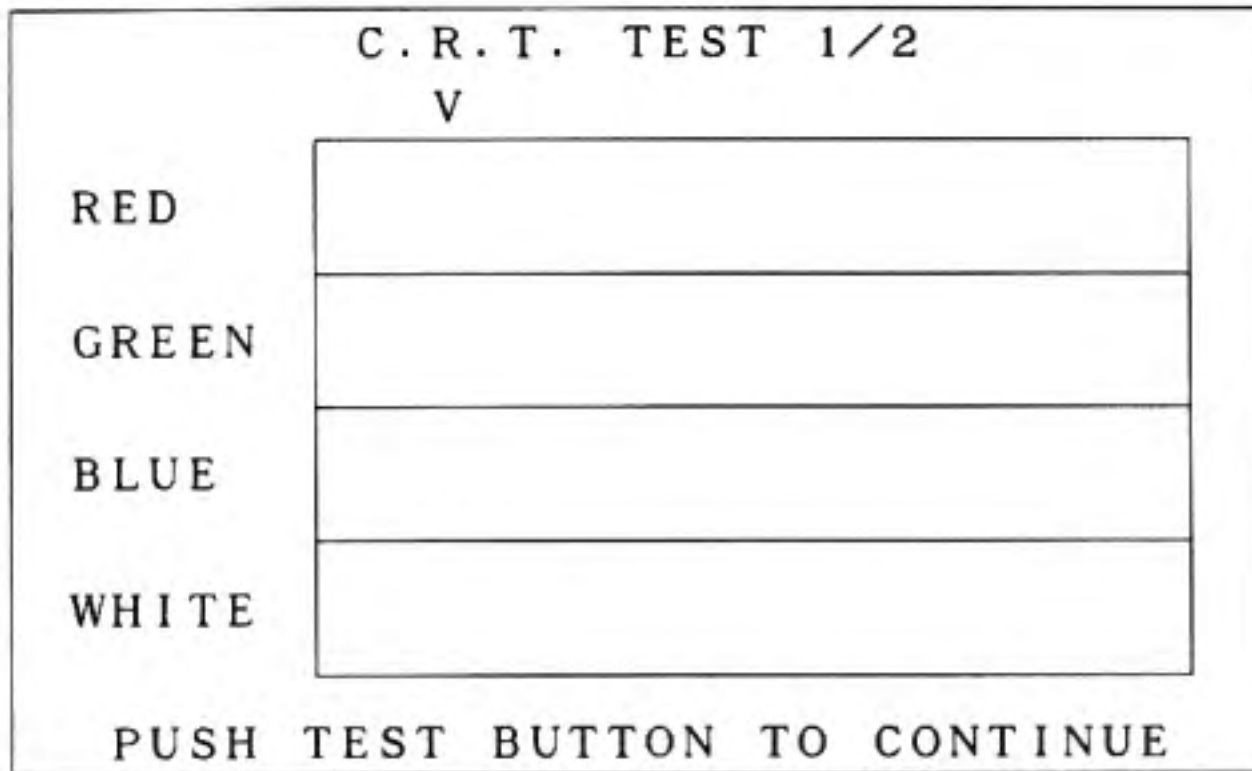 C.R.T. TEST 1/2
V
RED
GREEN
BLUE
WHITE
PUSH TEST BUTTON TO CONTINUE